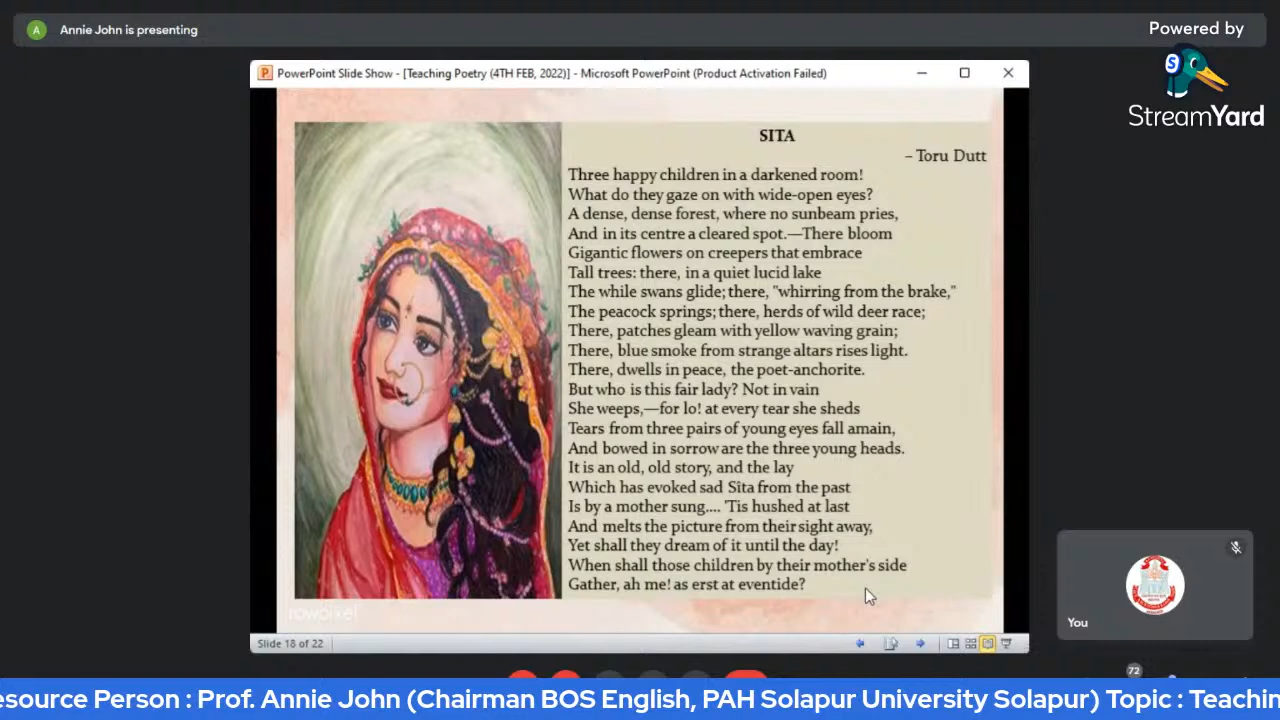 A
Annie John is presenting
Powered by
S
StreamYard
P
PowerPoint Slide Show - [Teaching Poetry (4TH FEB, 2022)] - Microsoft PowerPoint (Product Activation Failed)
SITA
– Toru Dutt
Three happy children in a darkened room!
What do they gaze on with wide-open eyes?
A dense, dense forest, where no sunbeam pries,
And in its centre a cleared spot.—There bloom
Gigantic flowers on creepers that embrace
Tall trees: there, in a quiet lucid lake
The while swans glide; there, "whirring from the brake,"
The peacock springs; there, herds of wild deer race;
There, patches gleam with yellow waving grain;
There, blue smoke from strange altars rises light.
There, dwells in peace, the poet-anchorite.
But who is this fair lady? Not in vain
She weeps,—for lo! at every tear she sheds
Tears from three pairs of young eyes fall amain,
And bowed in sorrow are the three young heads.
It is an old, old story, and the lay
Which has evoked sad Sita from the past
Is by a mother sung.... 'Tis hushed at last
And melts the picture from their sight away,
Yet shall they dream of it until the day!
When shall those children by their mother's side
Gather, ah me! as erst at eventide?
You
Slide 18 of 22
72
esource Person : Prof. Annie John (Chairman BOS English, PAH Solapur University Solapur) Topic : Teachin